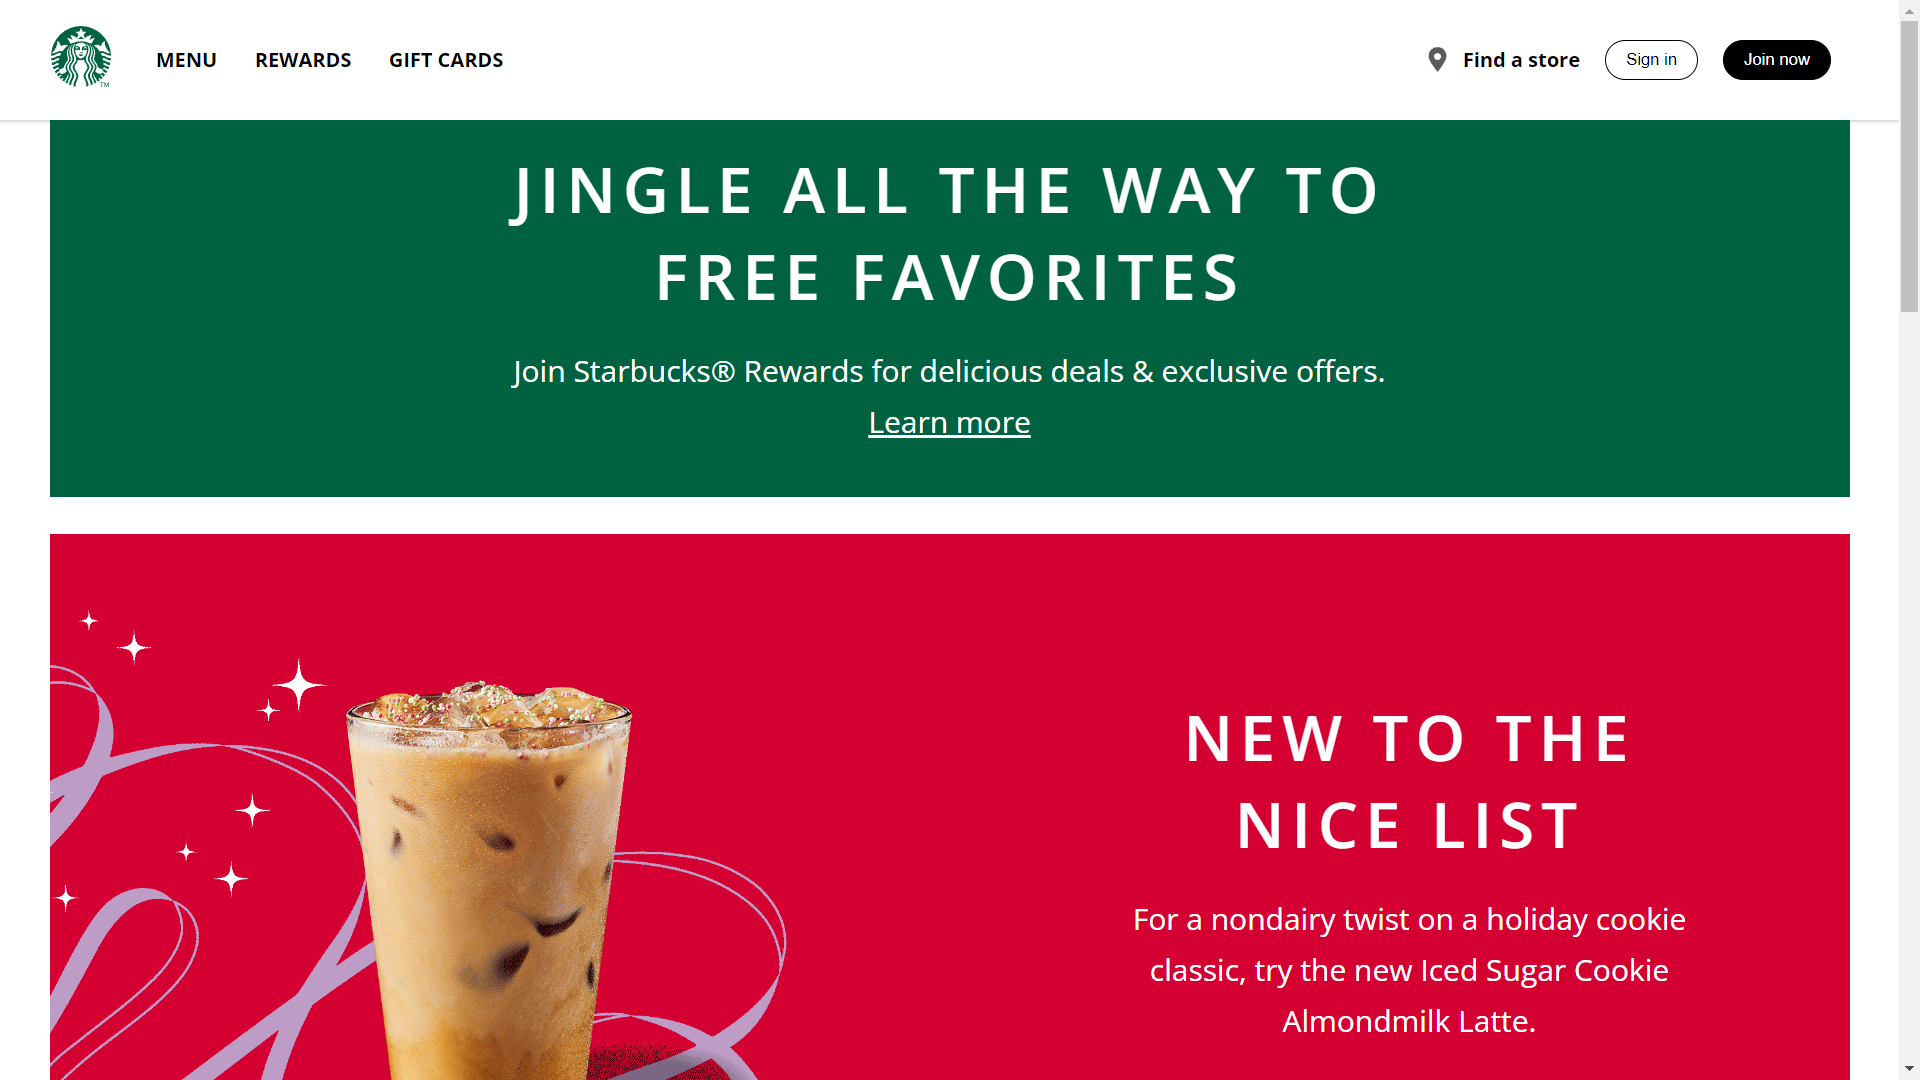 TM
MENU
REWARDS
GIFT CARDS
Find a store
Sign in
Join now
JINGLE ALL THE WAY TO
FREE FAVORITES
Join Starbucks® Rewards for delicious deals & exclusive offers.
Learn more
NEW TO THE
NICE LIST
For a nondairy twist on a holiday cookie
classic, try the new Iced Sugar Cookie
Almondmilk Latte.